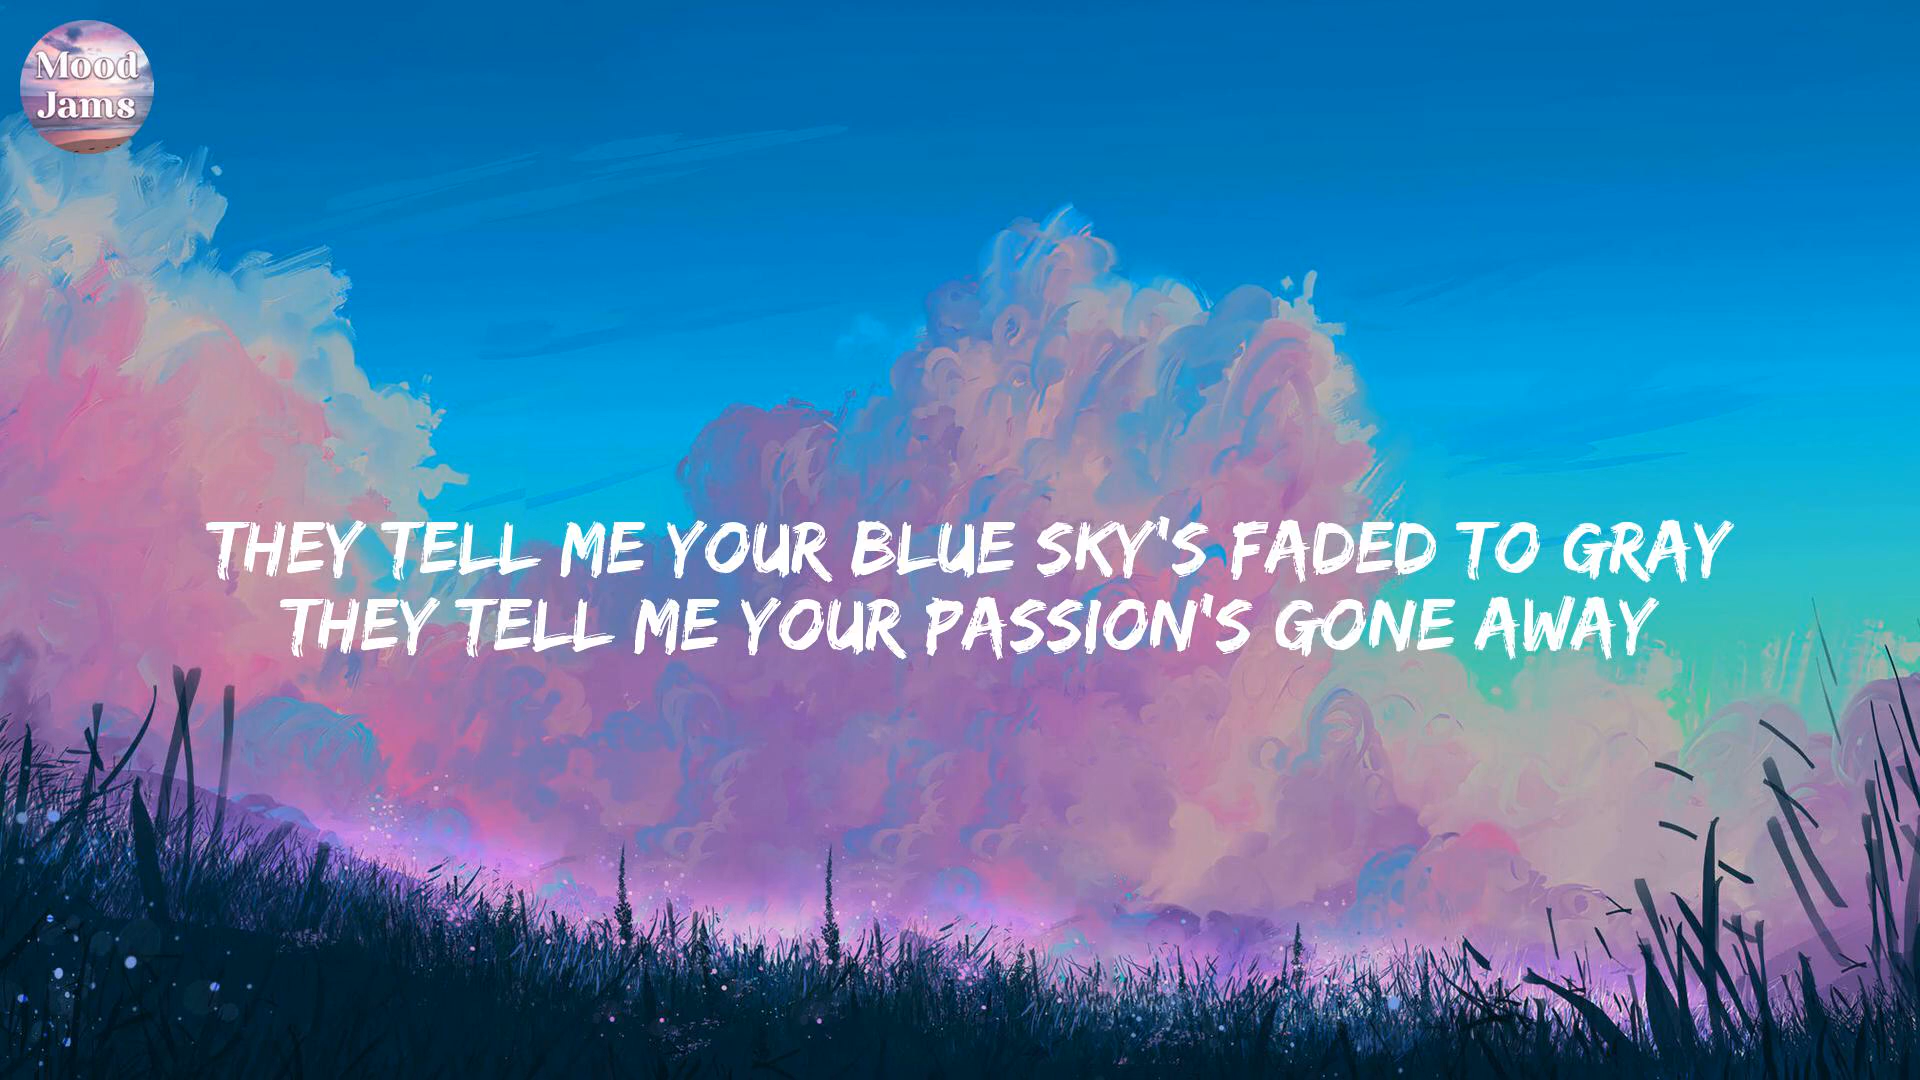 Mood
Jams
THEY TELL ME YOUR BLUE SKY'S FADED TO GRAY
THEY TELL ME YOUR PASSION'S GONE AWAY